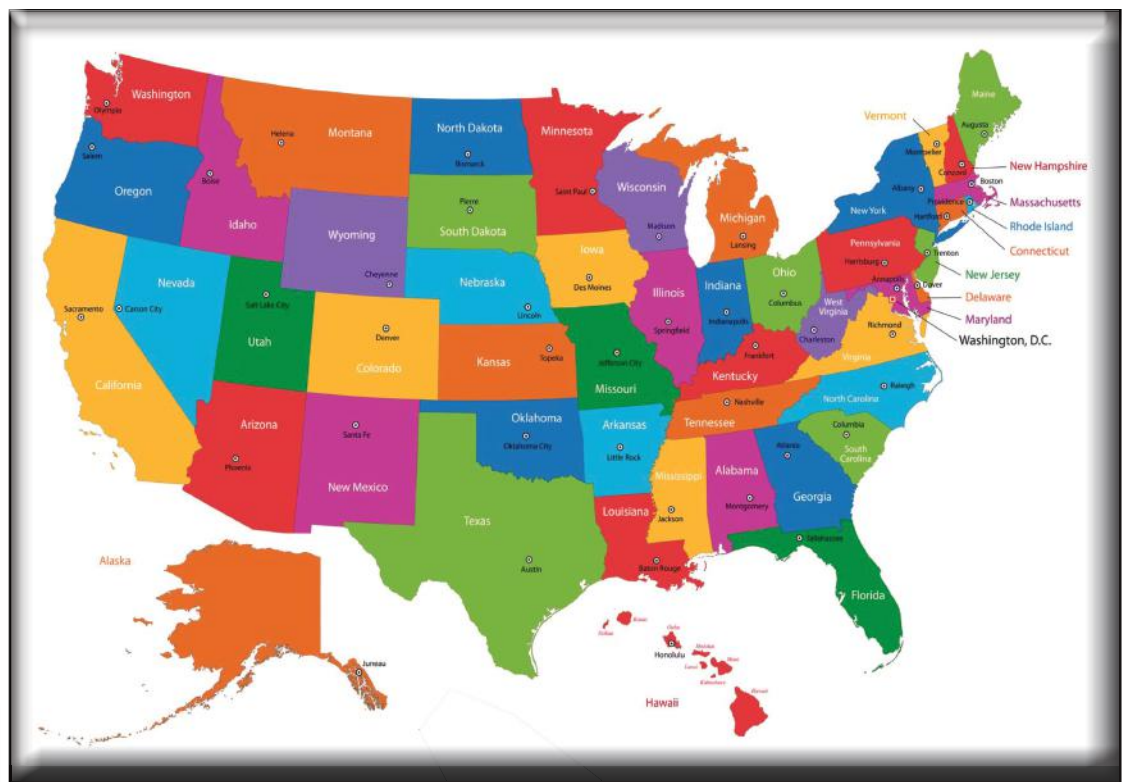 Washington
Olympia
Salem
Oregon
Boise
Idaho
Helena
Montana
North Dakota
Bismarck
Pierre
South Dakota
Minnesota
Saint Paul
Wisconsin
Madison
Michigan
Lansing
Wyoming
Cheyenne
Nebraska
Lincoln
Iowa
Des Moines
Illinois
Springfield
Indiana
Indianapolis
Ohio
Columbus
Pennsylvania
Harrisburg
New York
Albany
Vermont
Montpelier
Maine
Augusta
Concord
New Hampshire
Boston
Massachusetts
Providence
Rhode Island
Hartford
Connecticut
Trenton
New Jersey
Dover
Delaware
Annapolis
Maryland
Washington, D.C.
West
Virginia
Charleston
Richmond
Virginia
Sacramento
California
Nevada
Carson City
Salt Lake City
Utah
Denver
Colorado
Kansas
Topeka
Jefferson City
Missouri
Frankfort
Kentucky
Nashville
Tennessee
North Carolina
Raleigh
Columbia
South
Carolina
Arizona
Phoenix
Santa Fe
New Mexico
Oklahoma
Oklahoma City
Arkansas
Little Rock
Mississippi
Jackson
Alabama
Montgomery
Atlanta
Georgia
Texas
Austin
Louisiana
Baton Rouge
Tallahassee
Florida
Alaska
Juneau
Honolulu
Hawaii